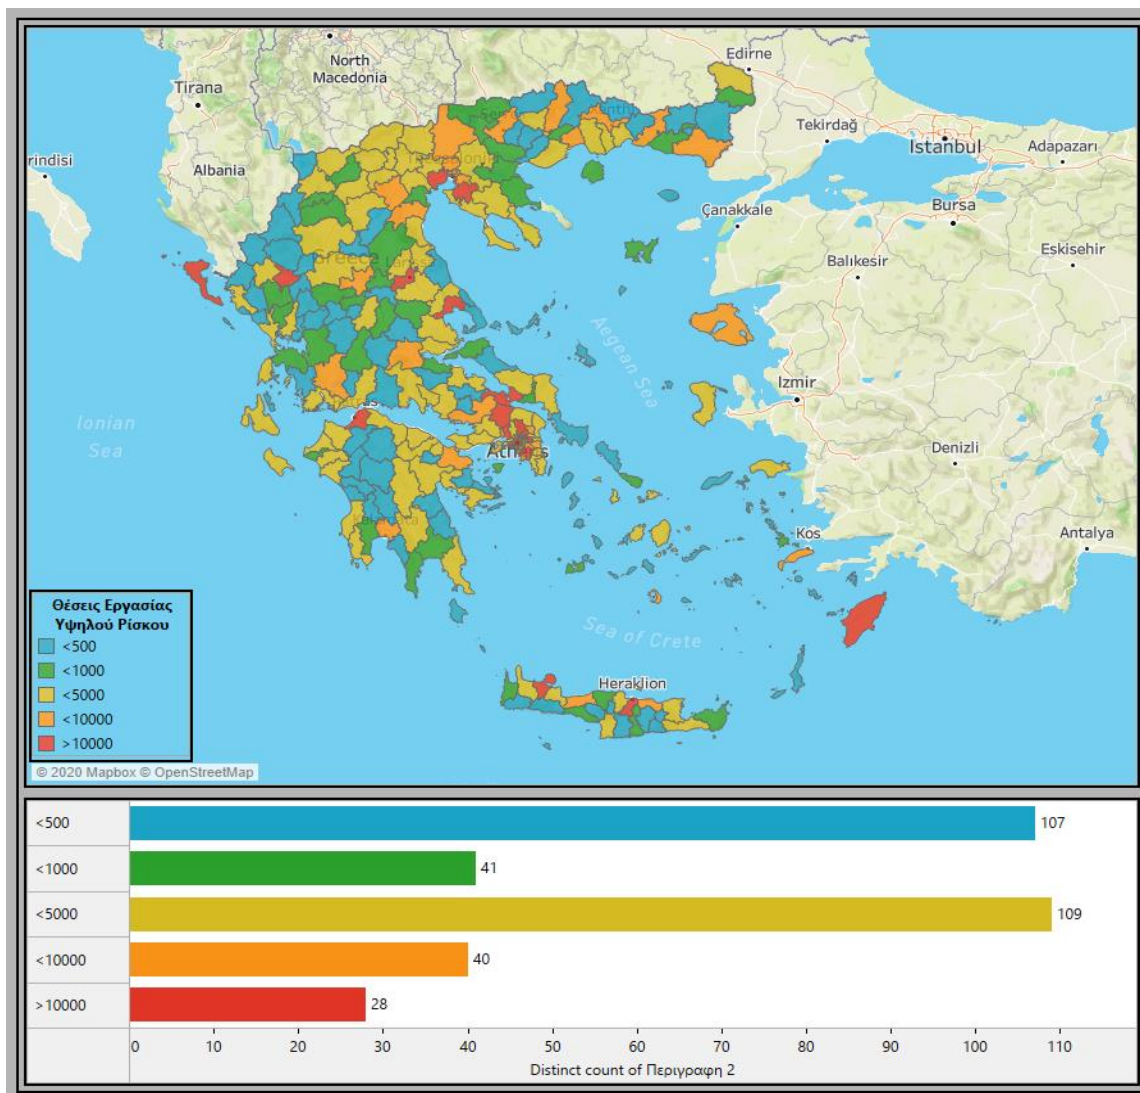 Edirne
North
Macedonia
Tirana
Tekirdağ
Istanbul
Adapazarı
rindisi
Albania
Çanakkale
Bursa
Eskisehir
Balıkesir
Greece
Aegean Sea
Izmir
Ionian
Sea
Denizli
Athens
Kos
Antalya
Sea of Crete
Heraklion
Θέσεις Εργασίας
Υψηλού Ρίσκου
<500
<1000
<5000
<10000
>10000
© 2020 Mapbox © OpenStreetMap
<500 107
<1000 41
<5000 109
<10000 40
>10000 28
0 10 20 30 40 50 60 70 80 90 100 110
Distinct count of Περιγραφη 2